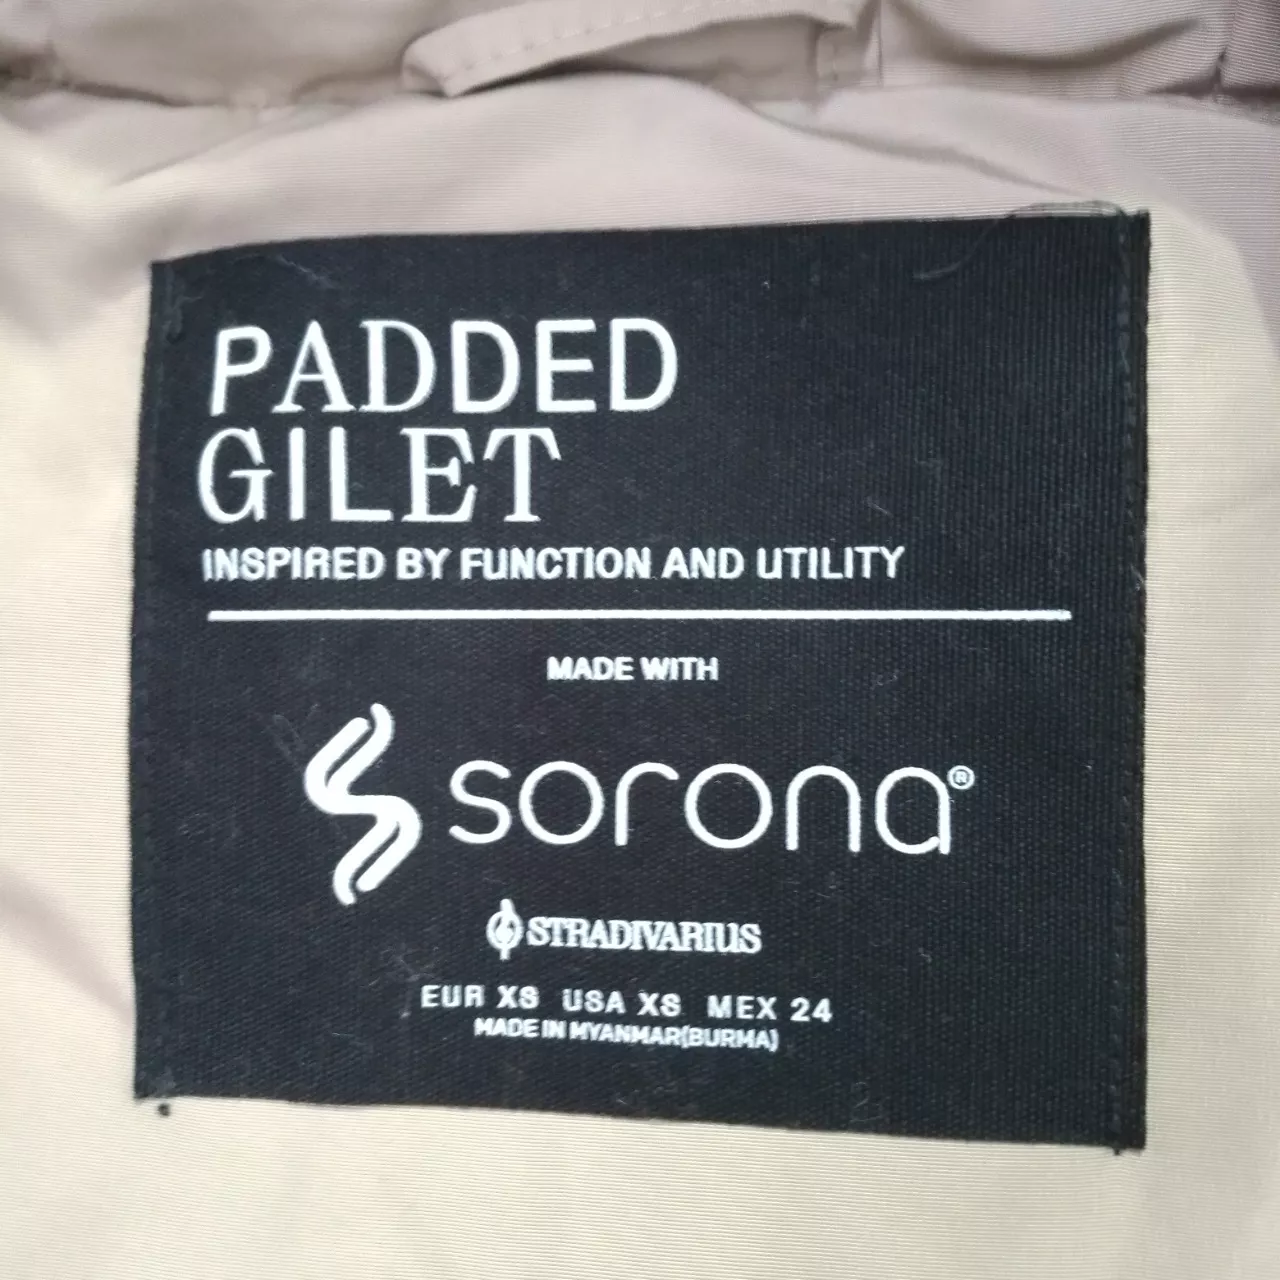 PADDED
GILET
INSPIRED BY FUNCTION AND UTILITY
MADE WITH
sorona®
STRADIVARIUS
EUR XS USA XS MEX 24
MADE IN MYANMAR(BURMA)